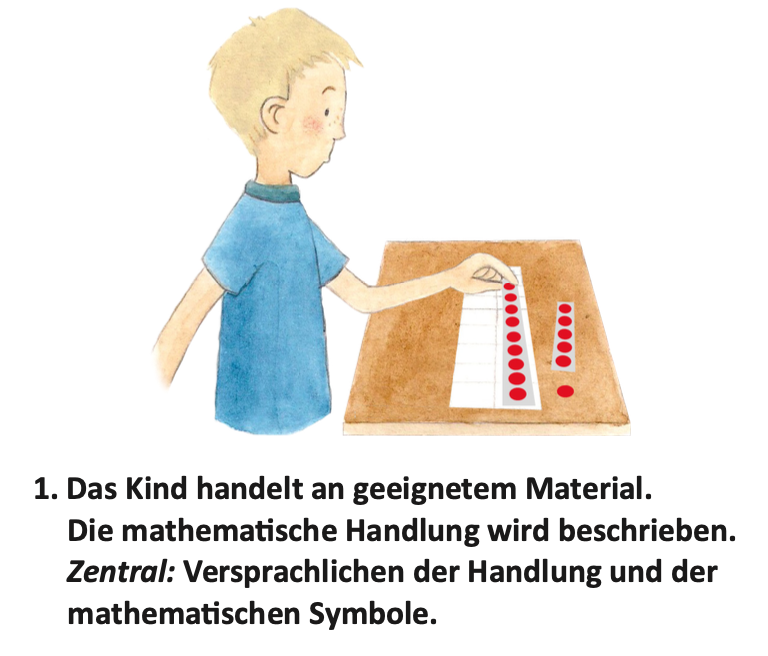 1. Das Kind handelt an geeignetem Material.
Die mathematische Handlung wird beschrieben.
Zentral: Versprachlichen der Handlung und der
mathematischen Symbole.